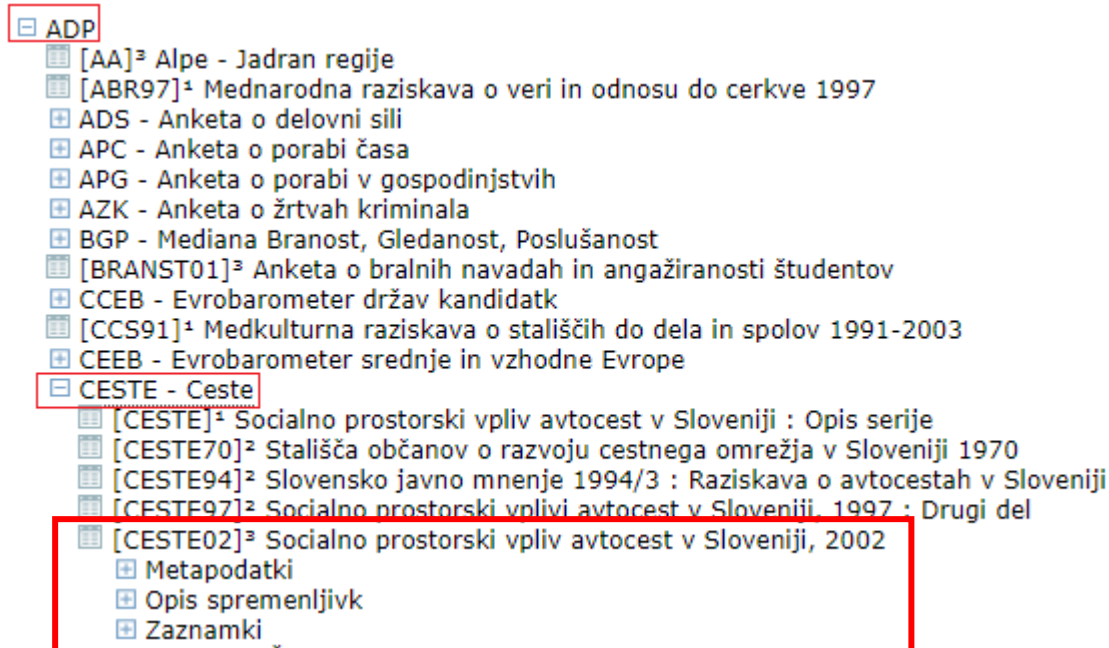 ADP
[AA]³ Alpe - Jadran regije
[ABR97]¹ Mednarodna raziskava o veri in odnosu do cerkve 1997
ADS - Anketa o delovni sili
APC - Anketa o porabi časa
APG - Anketa o porabi v gospodinjstvih
AZK - Anketa o žrtvah kriminala
BGP - Mediana Branost, Gledanost, Poslušanost
[BRANST01]³ Anketa o bralnih navadah in angažiranosti študentov
CCEB - Evrobarometer držav kandidatk
[CCS91]¹ Medkulturna raziskava o stališčih do dela in spolov 1991-2003
CEEB - Evrobarometer srednje in vzhodne Evrope
CESTE - Ceste
[CESTE]¹ Socialno prostorski vpliv avtocest v Sloveniji : Opis serije
[CESTE70]² Stališča občanov o razvoju cestnega omrežja v Sloveniji 1970
[CESTE94]² Slovensko javno mnenje 1994/3 : Raziskava o avtocestah v Sloveniji
[CESTE97]² Socialno prostorski vplivi avtocest v Sloveniji, 1997 : Drugi del
[CESTE02]³ Socialno prostorski vpliv avtocest v Sloveniji, 2002
Metapodatki
Opis spremenljivk
Zaznamki